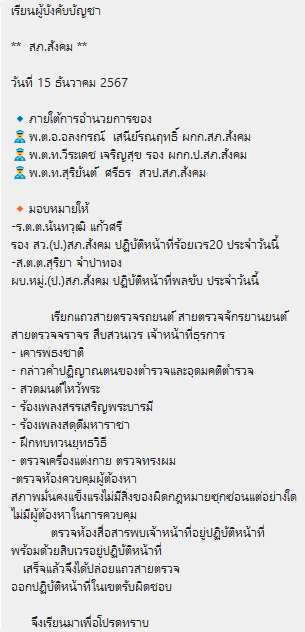 เรียนผู้บังคับบัญชา
** สภ.สังคม **
วันที่ 15 ธันวาคม 2567
🔹ภายใต้การอำนวยการของ
👮พ.ต.อ.อลงกรณ์ เสนีย์รณฤทธิ์ ผกก.สภ.สังคม
👮พ.ต.ท.วีระเดช เจริญสุข รอง ผกก.ป.สภ.สังคม
👮พ.ต.ท.สุริยันต์ ศรีธร สวป.สภ.สังคม
🔸มอบหมายให้
-ร.ต.ต.นันทวุฒิ แก้วศรี
รอง สว.(ป.)สภ.สังคม ปฏิบัติหน้าที่ร้อยเวร20 ประจำวันนี้
-ส.ต.ต.สุริยา จำปาทอง
ผบ.หมู่.(ป.)สภ.สังคม ปฏิบัติหน้าที่พลขับ ประจำวันนี้
เรียกแถวสายตรวจรถยนต์ สายตรวจจักรยานยนต์
สายตรวจจราจร สืบสวนเวร เจ้าหน้าที่ธุรการ
- เคารพธงชาติ
- กล่าวคำปฏิญาณตนของตำรวจและอุดมคติตำรวจ
- สวดมนต์ไหว้พระ
- ร้องเพลงสรรเสริญพระบารมี
- ร้องเพลงสดุดีมหาราชา
- ฝึกทบทวนยุทธวิธี
- ตรวจเครื่องแต่งกาย ตรวจทรงผม
-ตรวจห้องควบคุมผู้ต้องหา
สภาพมั่นคงแข็งแรงไม่มีสิ่งของผิดกฎหมายซุกซ่อนแต่อย่างใด
ไม่มีผู้ต้องหาในการควบคุม
ตรวจห้องสื่อสารพบเจ้าหน้าที่อยู่ปฏิบัติหน้าที่
พร้อมด้วยสิบเวรอยู่ปฏิบัติหน้าที่
เสร็จแล้วจึงได้ปล่อยแถวสายตรวจ
ออกปฏิบัติหน้าที่ในเขตรับผิดชอบ
จึงเรียนมาเพื่อโปรดทราบ